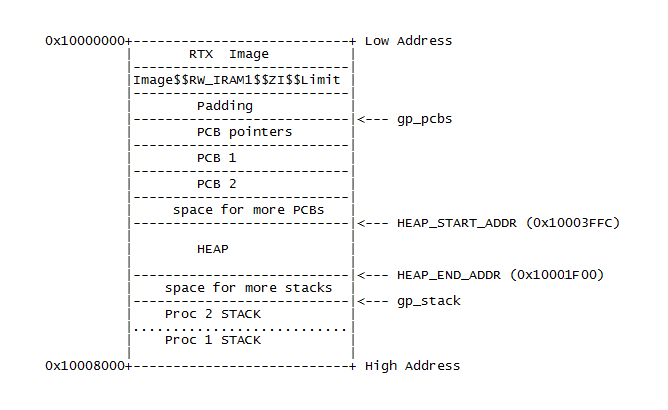 0x10000000+---------------------------+ Low Address
RTX  Image
|---------------------------|
Image$$RW_IRAM1$$ZI$$Limit
|---------------------------|
Padding
|---------------------------|<--- gp_pcbs
PCB pointers
|---------------------------|
PCB 1
|---------------------------|
PCB 2
|---------------------------|
space for more PCBs
|---------------------------|<--- HEAP_START_ADDR (0x10003FFC)
HEAP
|---------------------------|<--- HEAP_END_ADDR (0x10001F00)
space for more stacks
|---------------------------|<--- gp_stack
Proc 2 STACK
|...........................|
Proc 1 STACK
0x10008000+---------------------------+ High Address